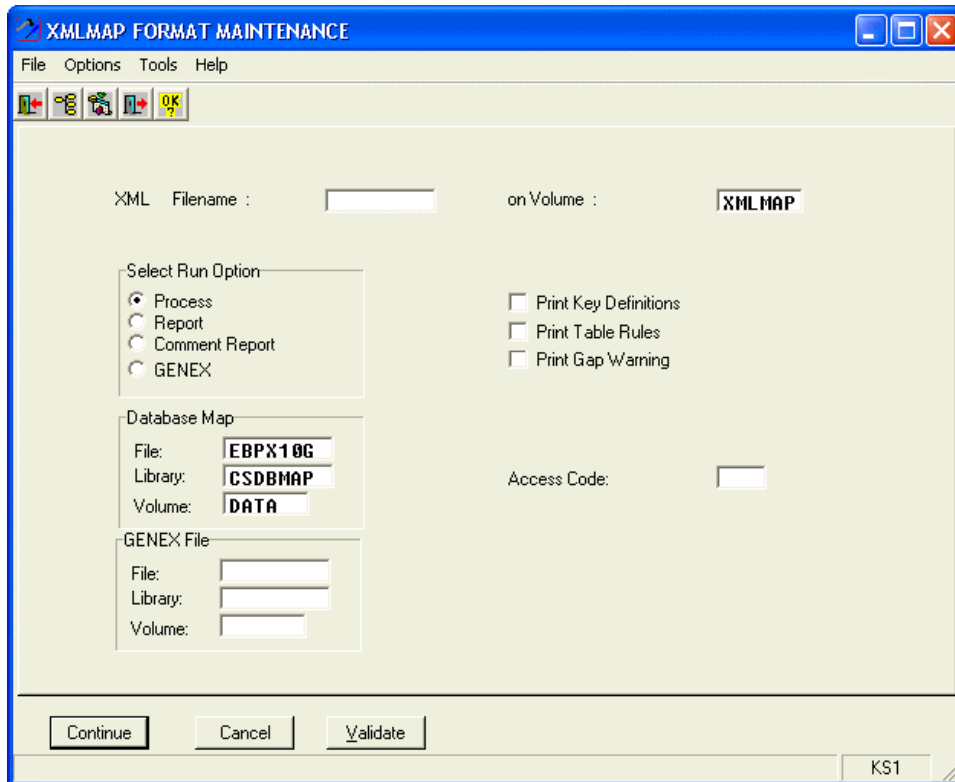 XMLMAP FORMAT MAINTENANCE
File Options Tools Help
OK ?
XML Filename : on Volume : XMLMAP
Select Run Option
Process
Report
Comment Report
GENEX
Print Key Definitions
Print Table Rules
Print Gap Warning
Database Map
File: EBPX10G
Library: CSDBMAP
Volume: DATA
Access Code:
GENEX File
File:
Library:
Volume:
Continue Cancel Validate
KS1